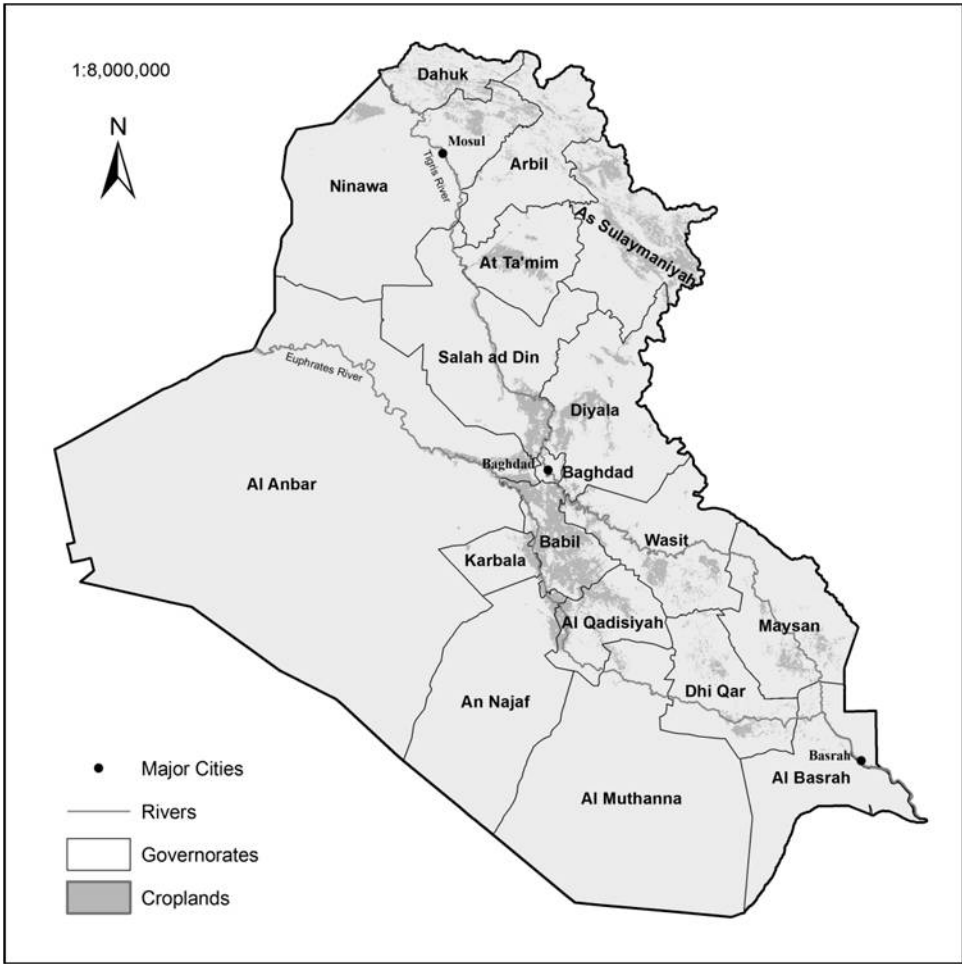 1:8,000,000
N
Dahuk
Mosul
Arbil
Tigris River
Ninawa
As Sulaymaniyah
At Ta'mim
Salah ad Din
Euphrates River
Diyala
Baghdad
Baghdad
Al Anbar
Wasit
Babil
Karbala
Al Qadisiyah
Maysan
Dhi Qar
An Najaf
Basrah
Al Basrah
Al Muthanna
Major Cities
Rivers
Governorates
Croplands